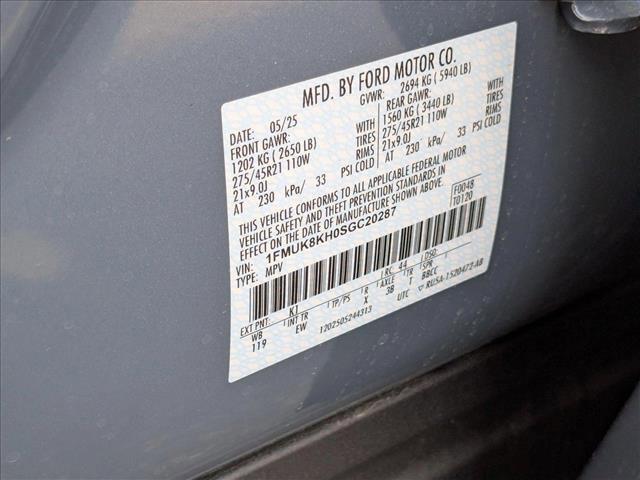 MFD. BY FORD MOTOR CO.
DATE: 05/25 GVWR: 2694 KG ( 5940 LB)
FRONT GAWR: WITH REAR GAWR: WITH
1202 KG ( 2650 LB) TIRES 1560 KG ( 3440 LB) TIRES
275/45R21 110W RIMS 275/45R21 110W RIMS
21x9.0J 21x9.0J
AT 230 kPa/ 33 PSI COLD AT 230 kPa/ 33 PSI COLD
THIS VEHICLE CONFORMS TO ALL APPLICABLE FEDERAL MOTOR
VEHICLE SAFETY AND THEFT PREVENTION STANDARDS IN
EFFECT ON THE DATE OF MANUFACTURE SHOWN ABOVE.
VIN: 1FMUK8KH0SGC20287 F0048
TYPE: MPV T0120
EXT PNT: K1 RC: 44 DSO:
WB INT TR TP/PS R AXLE TR SPR
119 EW X 3B T BBCC
1202505244313 UTC RU5A-1520472-AB